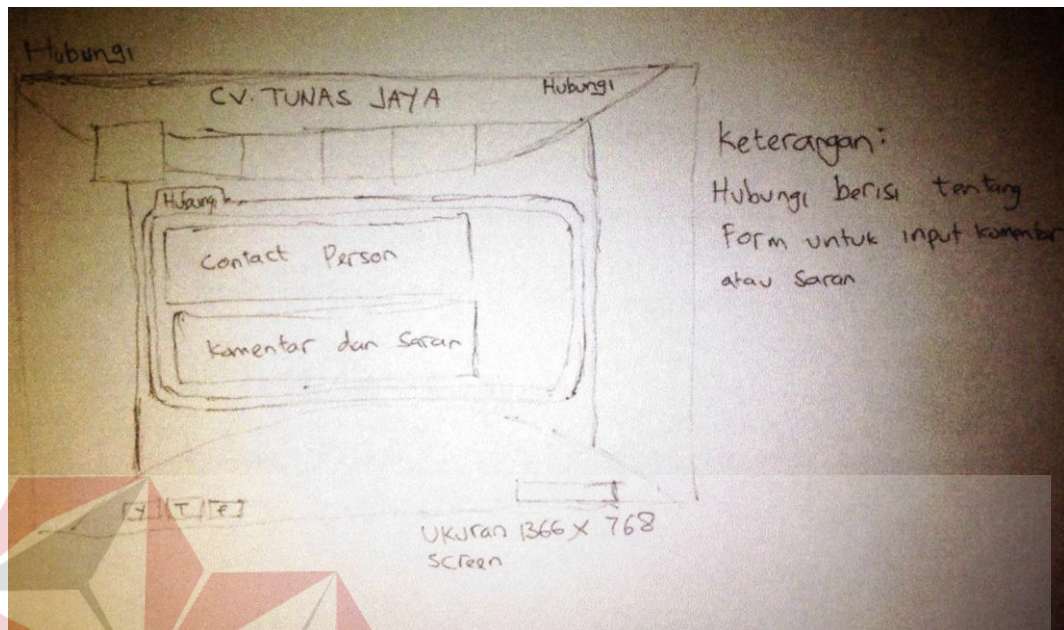 Hubungi
CV. TUNAS JAYA
Hubungi
Hubungi
Contact Person
Komentar dan Saran
Y T F
Ukuran 1366 X 768
Screen
Keterangan:
Hubungi berisi tentang
Form untuk input komentar
atau Saran